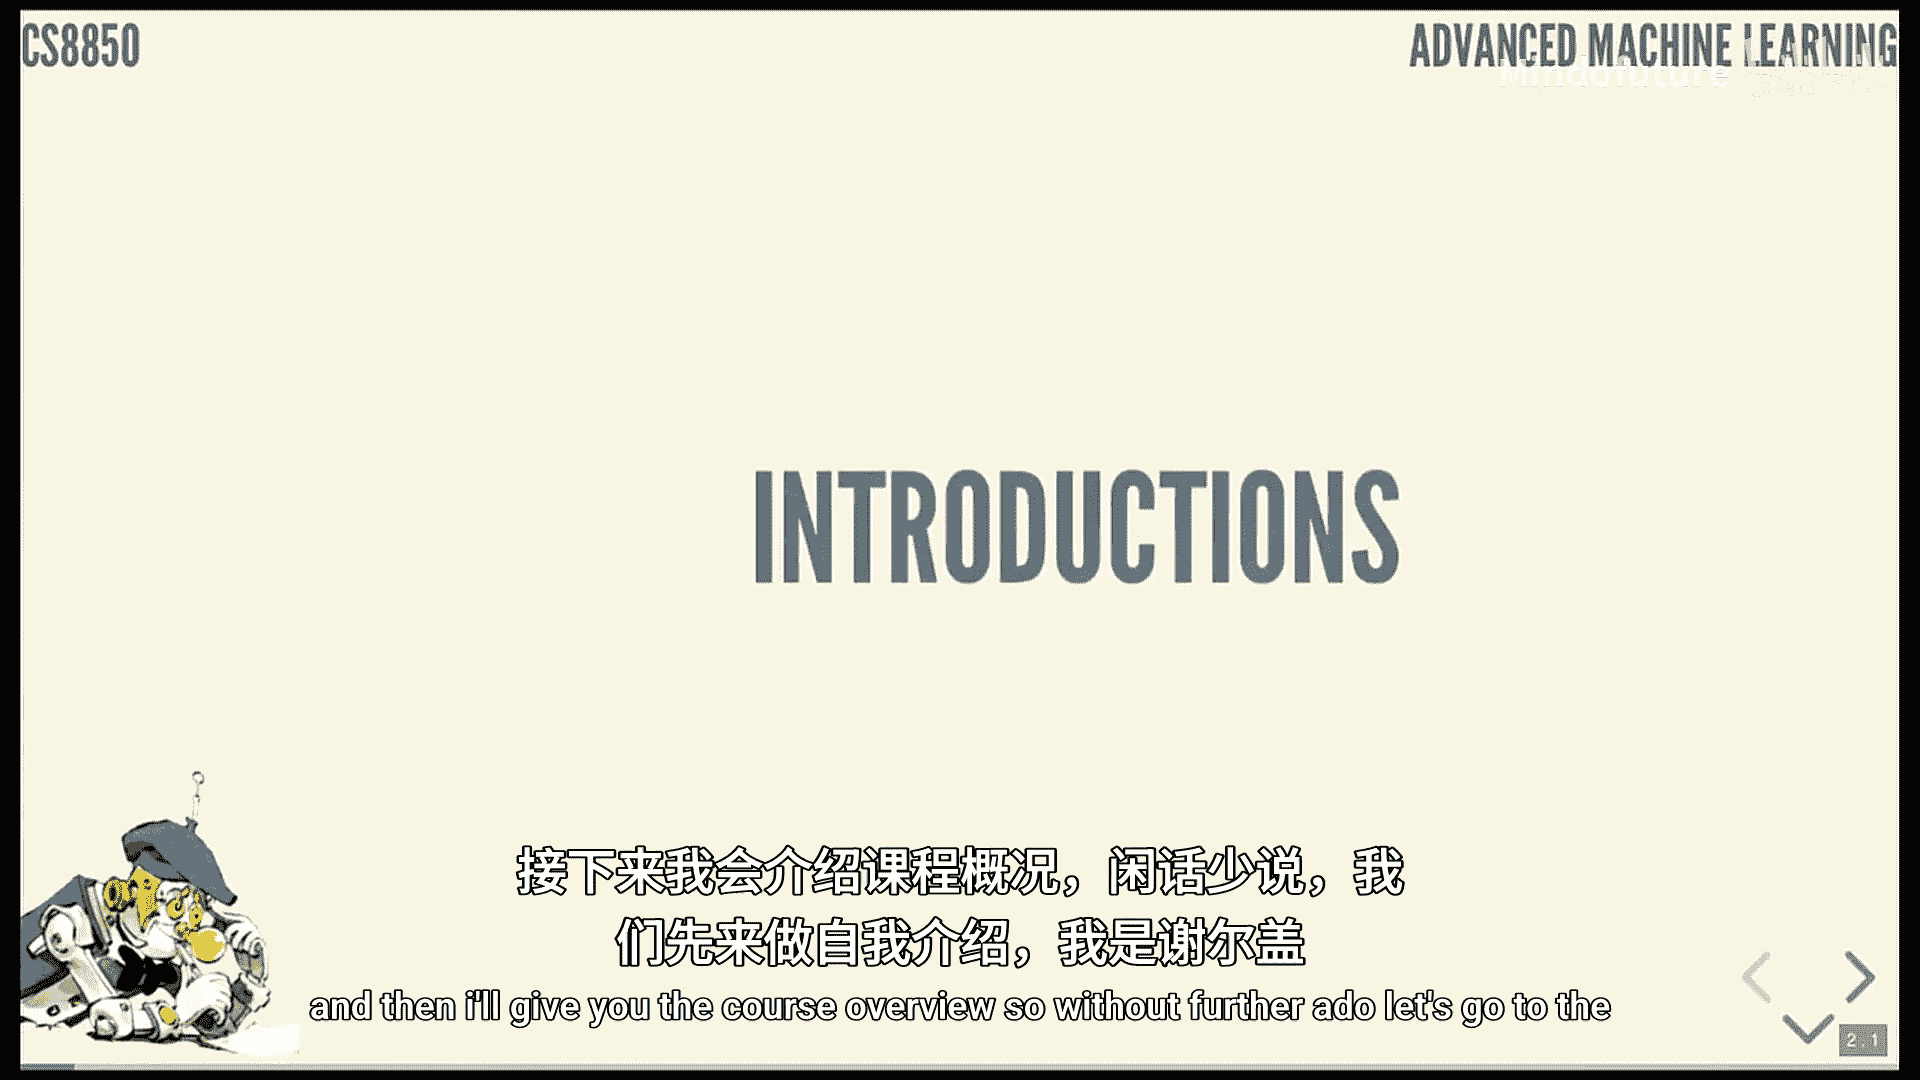 CS8850
ADVANCED MACHINE LEARNING
Mindofuture
INTRODUCTIONS
接下来我会介绍课程概况，闲话少说，我
们先来做自我介绍，我是谢尔盖
and then i'll give you the course overview so without further ado let's go to the
2.1